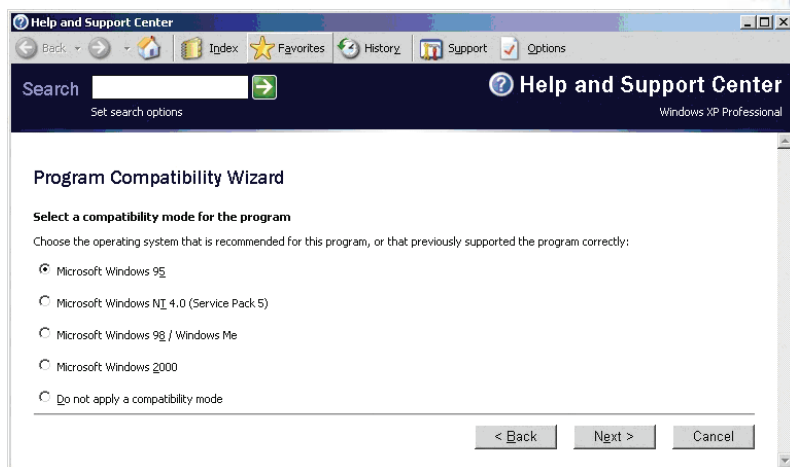 Help and Support Center
Back Index Favorites History Support Options
Search Help and Support Center
Set search options Windows XP Professional
Program Compatibility Wizard
Select a compatibility mode for the program
Choose the operating system that is recommended for this program, or that previously supported the program correctly:
Microsoft Windows 95
Microsoft Windows NT 4.0 (Service Pack 5)
Microsoft Windows 98 / Windows Me
Microsoft Windows 2000
Do not apply a compatibility mode
< Back Next > Cancel